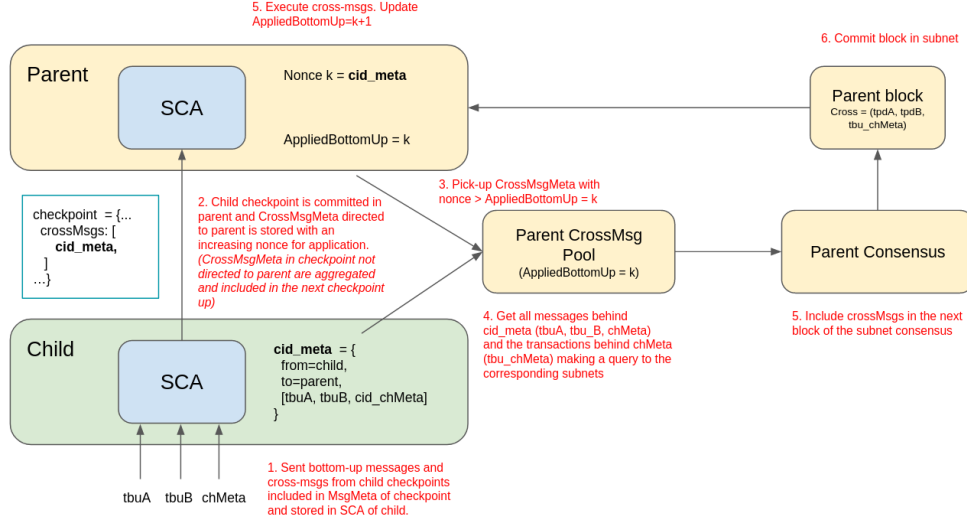 5. Execute cross-msgs. Update
AppliedBottomUp=k+1
6. Commit block in subnet
Parent
SCA
Nonce k = cid_meta
AppliedBottomUp = k
Parent block
Cross = (tpdA, tpdB,
tbu_chMeta)
checkpoint = {...
crossMsgs: [
cid_meta,
]
...}
2. Child checkpoint is committed in
parent and CrossMsgMeta directed
to parent is stored with an
increasing nonce for application.
(CrossMsgMeta in checkpoint not
directed to parent are aggregated
and included in the next checkpoint
up)
3. Pick-up CrossMsgMeta with
nonce > AppliedBottomUp = k
Parent CrossMsg
Pool
(AppliedBottomUp = k)
Parent Consensus
4. Get all messages behind
cid_meta (tbuA, tbu_B, chMeta)
and the transactions behind chMeta
(tbu_chMeta) making a query to the
corresponding subnets
5. Include crossMsgs in the next
block of the subnet consensus
Child
SCA
cid_meta = {
from=child,
to=parent,
[tbuA, tbuB, cid_chMeta]
}
tbuA tbuB chMeta
1. Sent bottom-up messages and
cross-msgs from child checkpoints
included in MsgMeta of checkpoint
and stored in SCA of child.